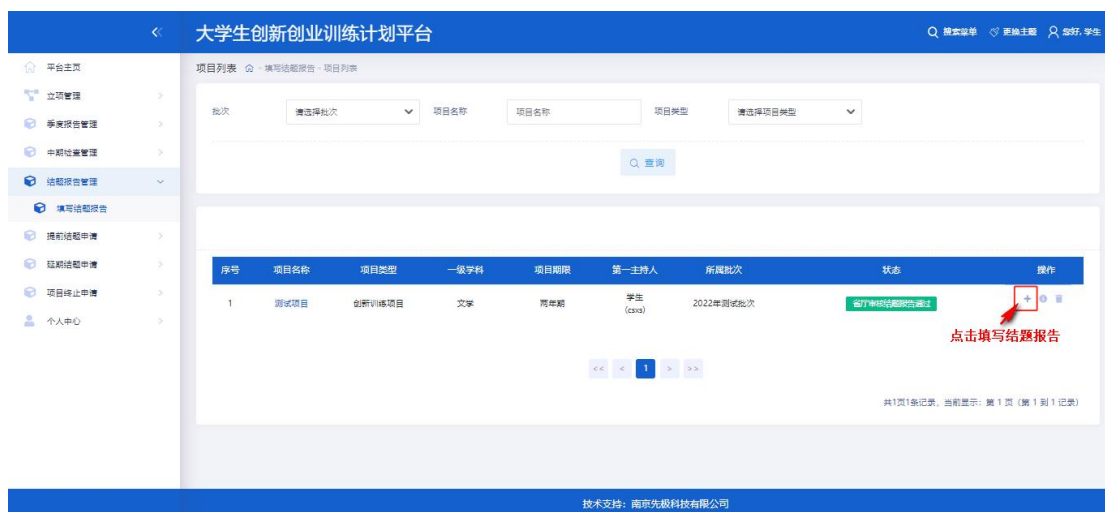 大学生创新创业训练计划平台
搜索菜单 更换主题 您好, 学生
平台主页
立项管理
季度报告管理
中期检查管理
结题报告管理
填写结题报告
提前结题申请
延期结题申请
项目终止申请
个人中心
项目列表 - 填写结题报告 - 项目列表
批次 请选择批次 项目名称 项目名称 项目类型 请选择项目类型
查询
序号 项目名称 项目类型 一级学科 项目期限 第一主持人 所属批次 状态 操作
1 测试项目 创新训练项目 文学 两年期 学生 2022年测试批次 省厅审核结题报告通过
(csxs)
点击填写结题报告
<< < 1 > >>
共1页1条记录, 当前显示: 第 1 页 (第 1 到 1 记录)
技术支持: 南京先极科技有限公司